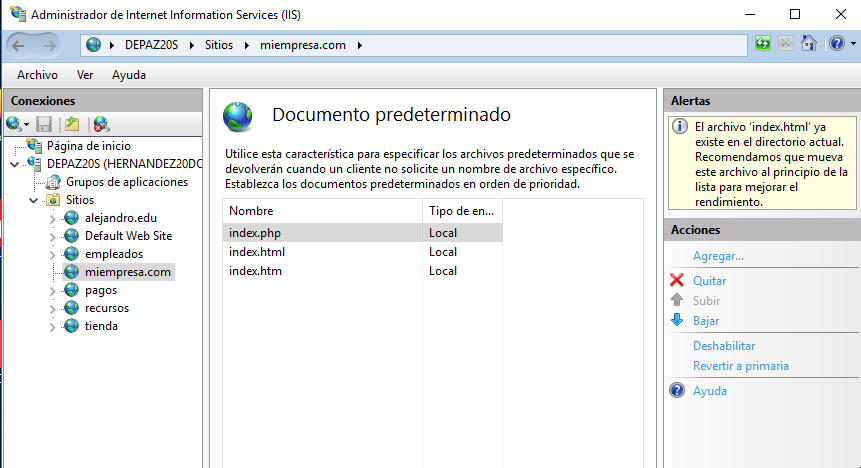 Administrador de Internet Information Services (IIS)
DEPAZ20S
Sitios
miempresa.com
Archivo
Ver
Ayuda
Conexiones
Página de inicio
DEPAZ20S (HERNANDEZ20DO
Grupos de aplicaciones
Sitios
alejandro.edu
Default Web Site
empleados
miempresa.com
pagos
recursos
tienda
Documento predeterminado
Utilice esta característica para especificar los archivos predeterminados que se
devolverán cuando un cliente no solicite un nombre de archivo específico.
Establezca los documentos predeterminados en orden de prioridad.
Nombre
Tipo de en...
index.php
Local
index.html
Local
index.htm
Local
Alertas
El archivo 'index.html' ya
existe en el directorio actual.
Recomendamos que mueva
este archivo al principio de la
lista para mejorar el
rendimiento.
Acciones
Agregar...
Quitar
Subir
Bajar
Deshabilitar
Revertir a primaria
Ayuda